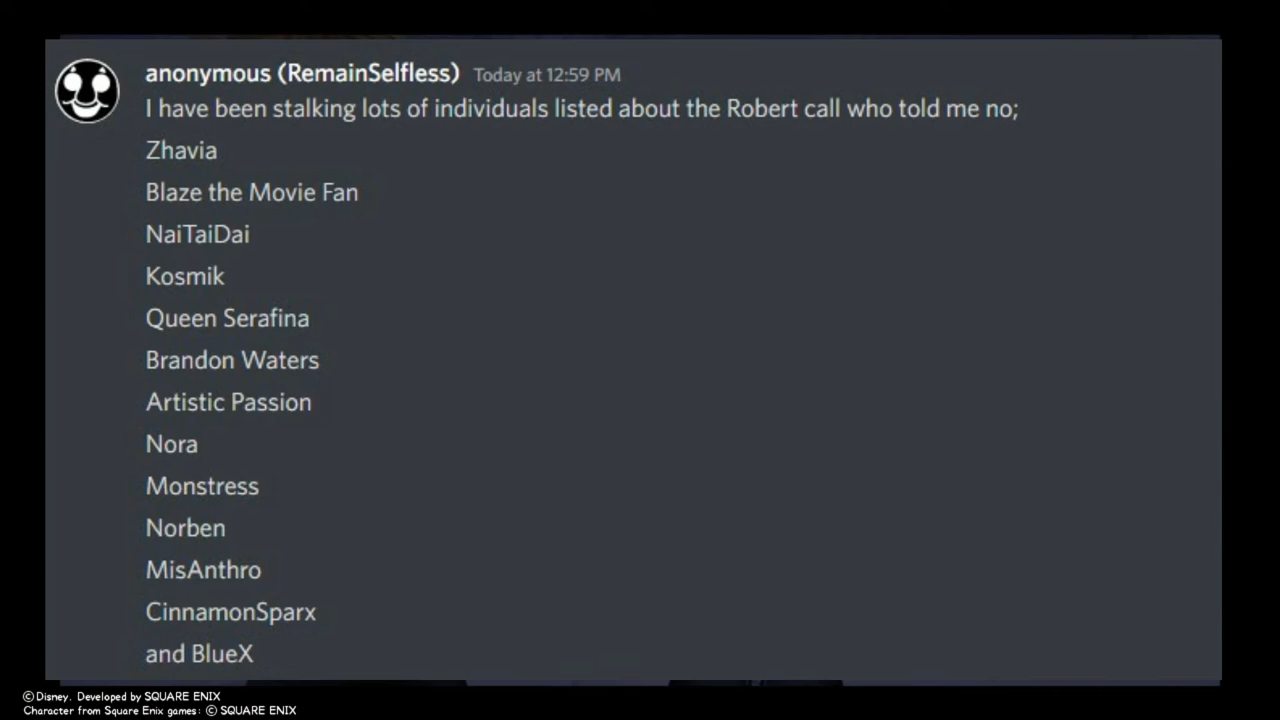 anonymous (RemainSelfless) Today at 12:59 PM
I have been stalking lots of individuals listed about the Robert call who told me no;
Zhavia
Blaze the Movie Fan
NaiTaiDai
Kosmik
Queen Serafina
Brandon Waters
Artistic Passion
Nora
Monstress
Norben
MisAnthro
CinnamonSparx
and BlueX
©Disney. Developed by SQUARE ENIX
Character from Square Enix games: © SQUARE ENIX